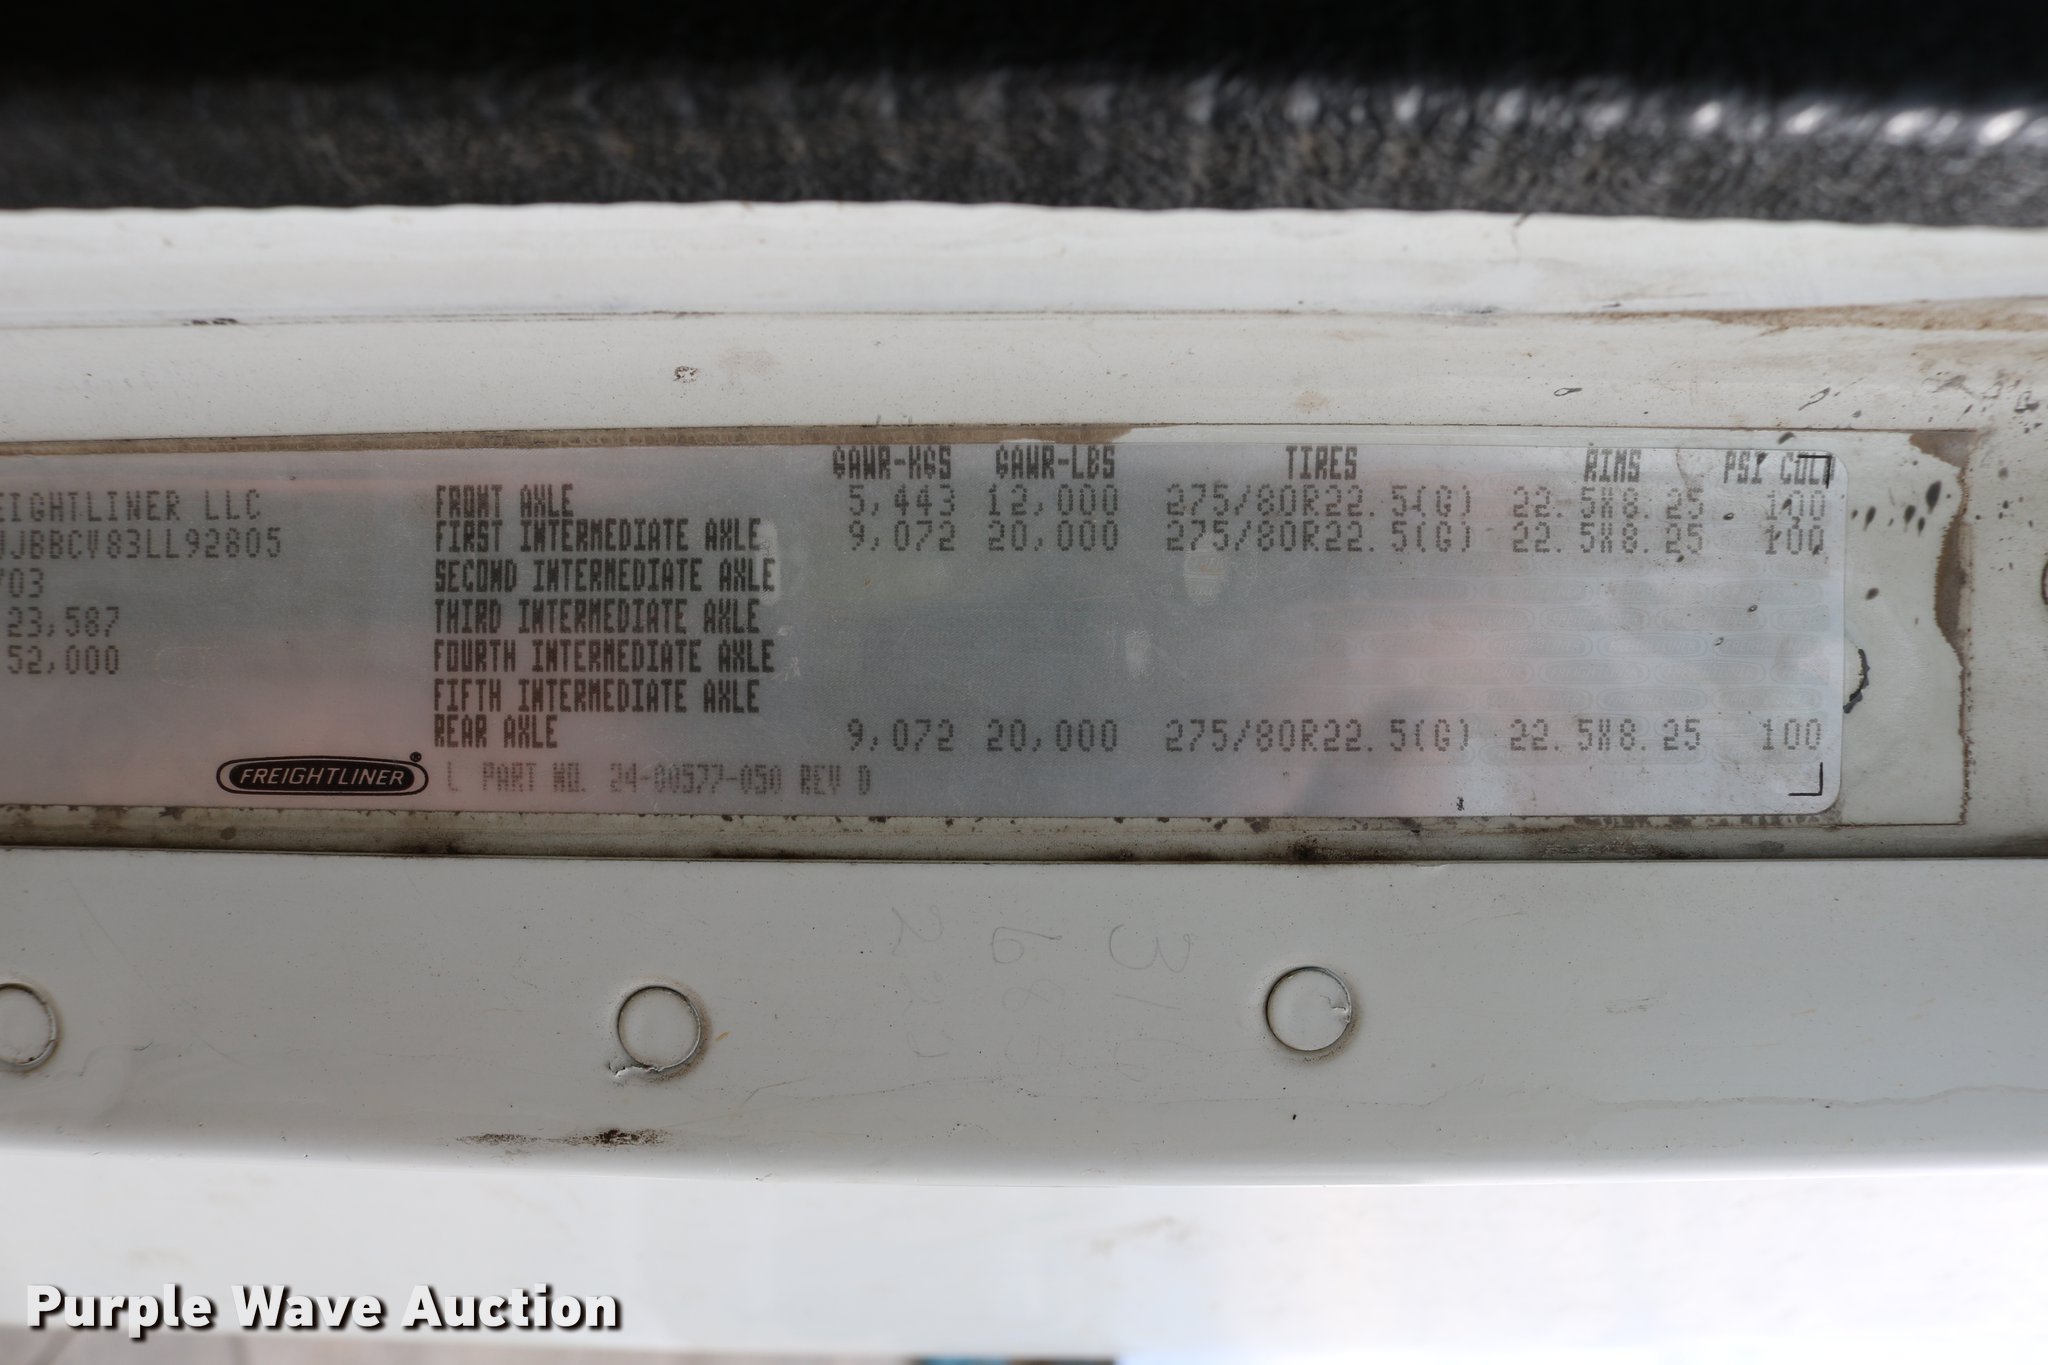 GAWR-KGS GAWR-LBS TIRES RIMS PSI COLD
EIGHTLINER LLC FRONT AXLE 5,443 12,000 275/80R22.5(G) 22.5X8.25 100
UJBBCV83LL92805 FIRST INTERMEDIATE AXLE 9,072 20,000 275/80R22.5(G) 22.5X8.25 100
/03 SECOND INTERMEDIATE AXLE
23,587 THIRD INTERMEDIATE AXLE
52,000 FOURTH INTERMEDIATE AXLE
FIFTH INTERMEDIATE AXLE
REAR AXLE 9,072 20,000 275/80R22.5(G) 22.5X8.25 100
FREIGHTLINER® L PART NO. 24-00577-050 REV D
Purple Wave Auction